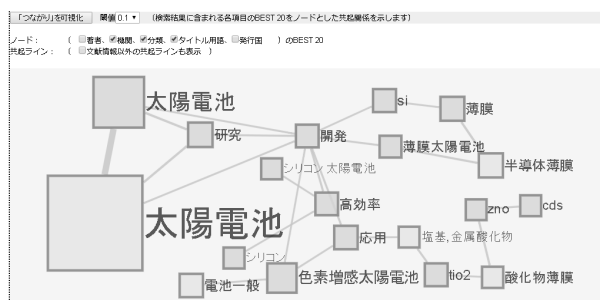 「つながり」を可視化 閾値 0.1 (検索結果に含まれる各項目のBEST 20をノードとした共起関係を示します)
ノード: ( 著者、機関、分類、タイトル用語、発行国 ) のBEST 20
共起ライン: ( 文献情報以外の共起ラインも表示 )
太陽電池
si
薄膜
研究
開発
薄膜太陽電池
半導体薄膜
シリコン太陽電池
高効率
zno
cds
太陽電池
応用
塩基,金属酸化物
シリコン
電池一般
色素増感太陽電池
tio2
酸化物薄膜